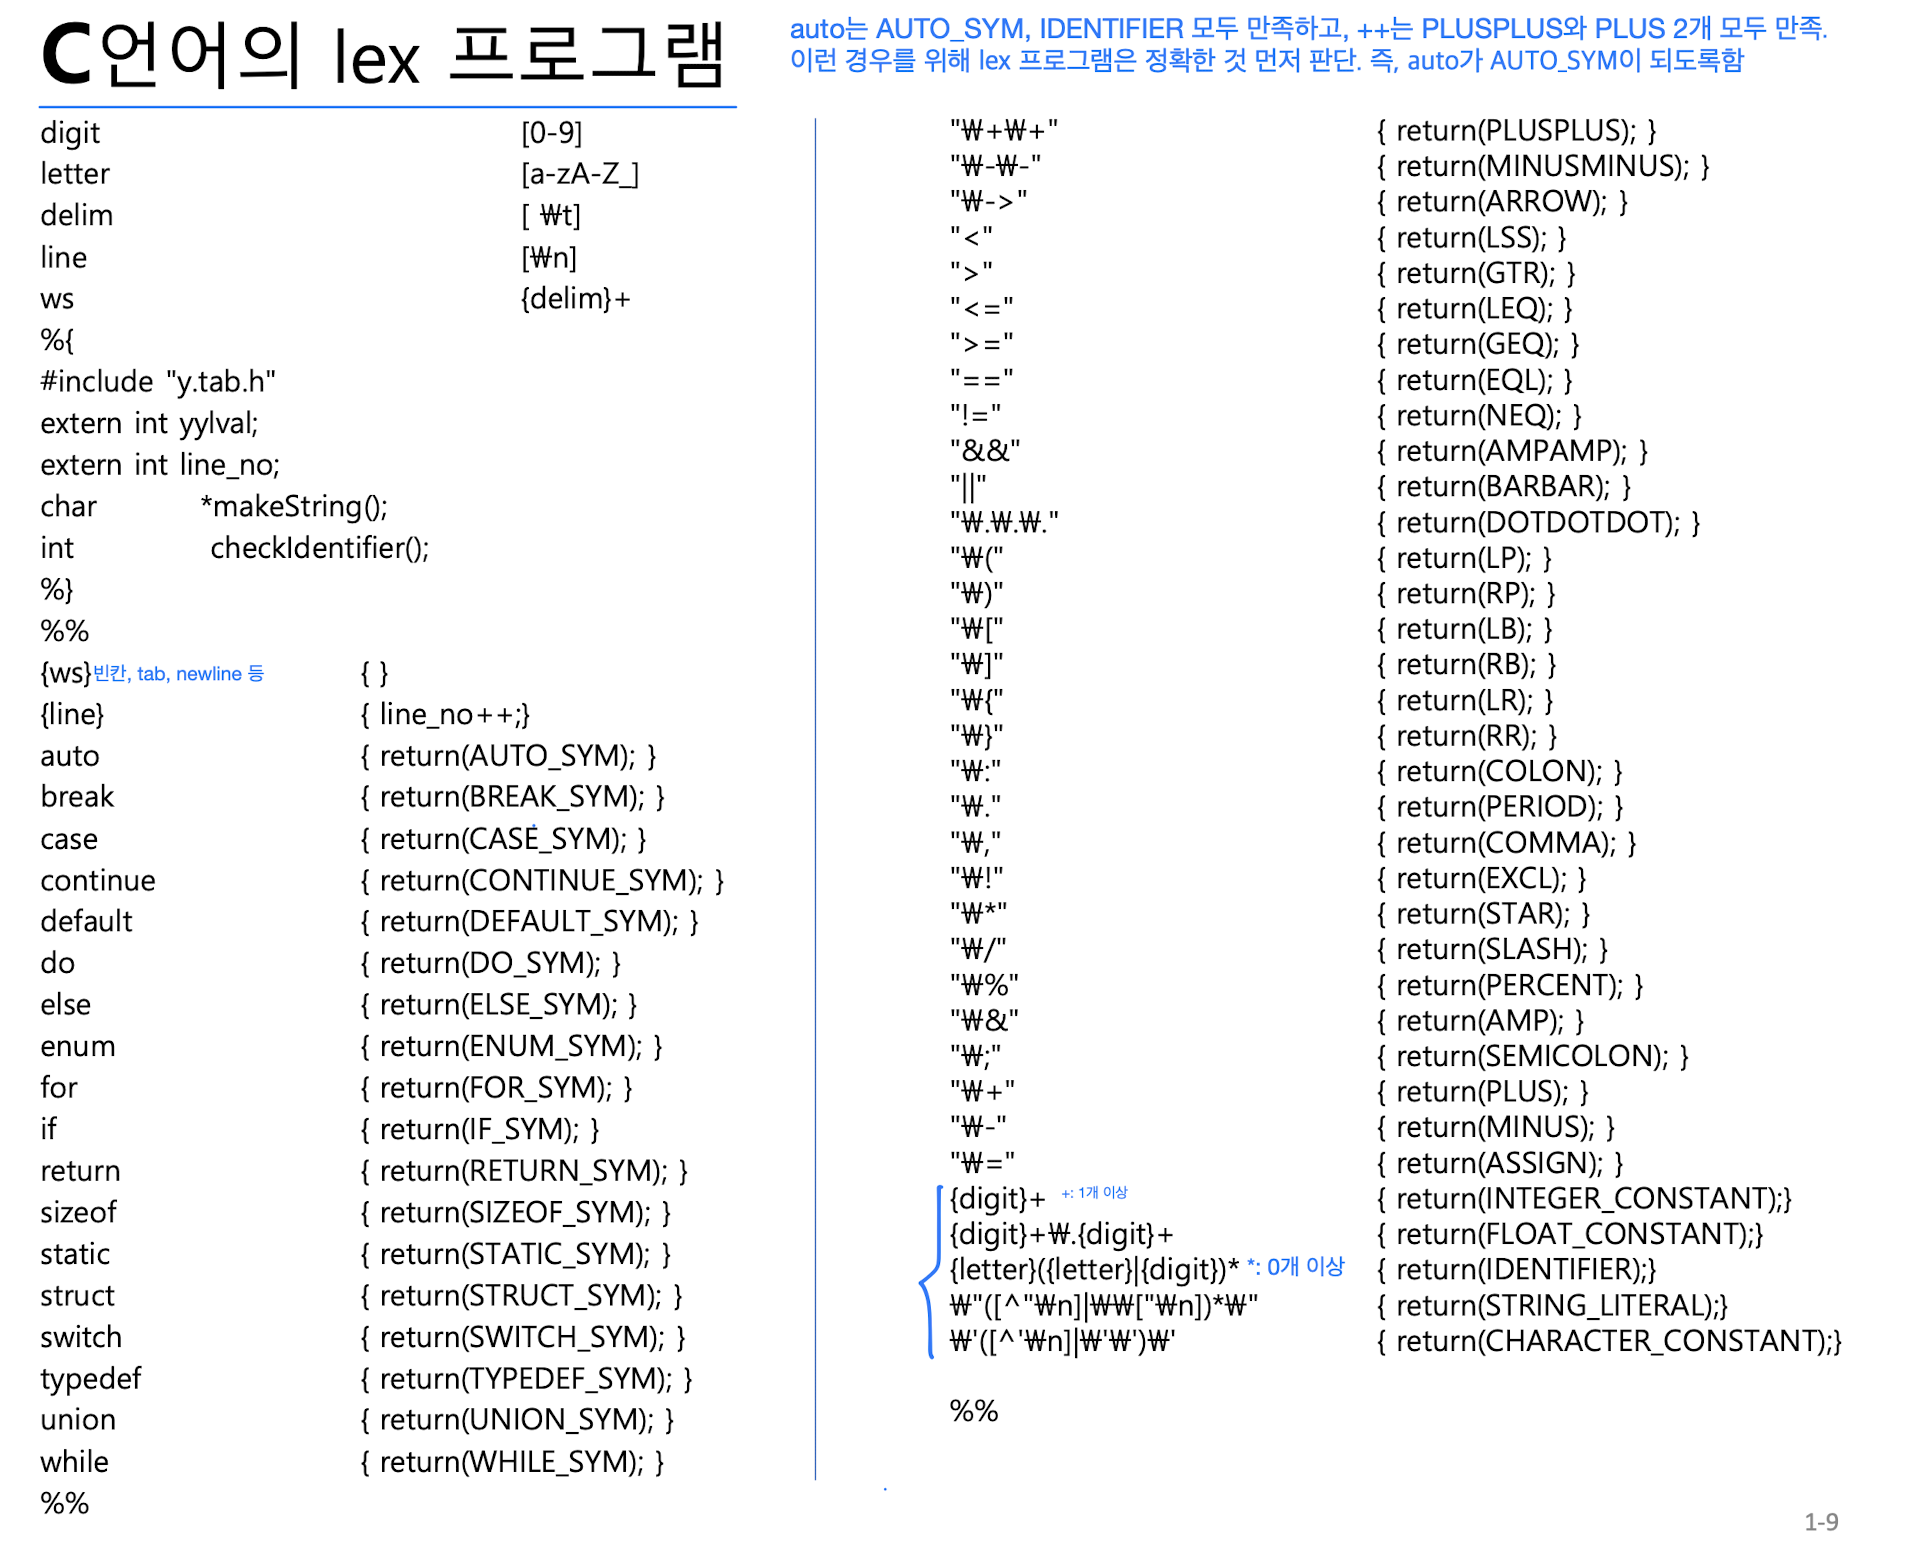 C언어의 lex 프로그램
auto는 AUTO_SYM, IDENTIFIER 모두 만족하고, ++는 PLUSPLUS와 PLUS 2개 모두 만족.
이런 경우를 위해 lex 프로그램은 정확한 것 먼저 판단. 즉, auto가 AUTO_SYM이 되도록함
digit [0-9]
letter [a-zA-Z_]
delim [ ₩t]
line [₩n]
ws {delim}+
%{
#include "y.tab.h"
extern int yylval;
extern int line_no;
char *makeString();
int checkIdentifier();
%}
%%
{ws}빈칸, tab, newline 등 { }
{line} { line_no++;}
auto { return(AUTO_SYM); }
break { return(BREAK_SYM); }
case { return(CASE_SYM); }
continue { return(CONTINUE_SYM); }
default { return(DEFAULT_SYM); }
do { return(DO_SYM); }
else { return(ELSE_SYM); }
enum { return(ENUM_SYM); }
for { return(FOR_SYM); }
if { return(IF_SYM); }
return { return(RETURN_SYM); }
sizeof { return(SIZEOF_SYM); }
static { return(STATIC_SYM); }
struct { return(STRUCT_SYM); }
switch { return(SWITCH_SYM); }
typedef { return(TYPEDEF_SYM); }
union { return(UNION_SYM); }
while { return(WHILE_SYM); }
%%
"₩+₩+" { return(PLUSPLUS); }
"₩-₩-" { return(MINUSMINUS); }
"₩->" { return(ARROW); }
"<" { return(LSS); }
">" { return(GTR); }
"<=" { return(LEQ); }
">=" { return(GEQ); }
"==" { return(EQL); }
"!=" { return(NEQ); }
"&&" { return(AMPAMP); }
"||" { return(BARBAR); }
"₩.₩.₩." { return(DOTDOTDOT); }
"₩(" { return(LP); }
"₩)" { return(RP); }
"₩[" { return(LB); }
"₩]" { return(RB); }
"₩{" { return(LR); }
"₩}" { return(RR); }
"₩:" { return(COLON); }
"₩." { return(PERIOD); }
"₩," { return(COMMA); }
"₩!" { return(EXCL); }
"₩*" { return(STAR); }
"₩/" { return(SLASH); }
"₩%" { return(PERCENT); }
"₩&" { return(AMP); }
"₩;" { return(SEMICOLON); }
"₩+" { return(PLUS); }
"₩-" { return(MINUS); }
"₩=" { return(ASSIGN); }
{digit}+ +: 1개 이상 { return(INTEGER_CONSTANT);}
{digit}+₩.{digit}+ { return(FLOAT_CONSTANT);}
{letter}({letter}|{digit})* *: 0개 이상 { return(IDENTIFIER);}
₩"([^"₩n]|₩₩["₩n])*₩" { return(STRING_LITERAL);}
₩'([^'₩n]|₩'₩')₩' { return(CHARACTER_CONSTANT);}
%%
1-9